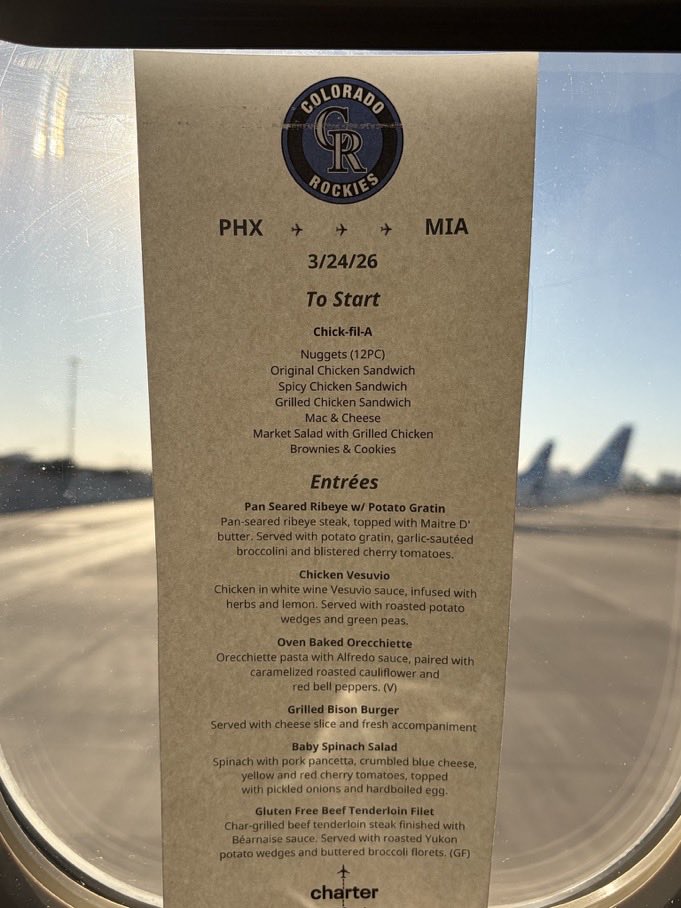 COLORADO
CR
ROCKIES
PHX MIA
3/24/26
To Start
Chick-fil-A
Nuggets (12PC)
Original Chicken Sandwich
Spicy Chicken Sandwich
Grilled Chicken Sandwich
Mac & Cheese
Market Salad with Grilled Chicken
Brownies & Cookies
Entrées
Pan Seared Ribeye w/ Potato Gratin
Pan-seared ribeye steak, topped with Maitre D'
butter. Served with potato gratin, garlic-sautéed
broccolini and blistered cherry tomatoes.
Chicken Vesuvio
Chicken in white wine Vesuvio sauce, infused with
herbs and lemon. Served with roasted potato
wedges and green peas.
Oven Baked Orecchiette
Orecchiette pasta with Alfredo sauce, paired with
caramelized roasted cauliflower and
red bell peppers. (V)
Grilled Bison Burger
Served with cheese slice and fresh accompaniment
Baby Spinach Salad
Spinach with pork pancetta, crumbled blue cheese,
yellow and red cherry tomatoes, topped
with pickled onions and hardboiled egg.
Gluten Free Beef Tenderloin Filet
Char-grilled beef tenderloin steak finished with
Béarnaise sauce. Served with roasted Yukon
potato wedges and buttered broccoli florets. (GF)
charter